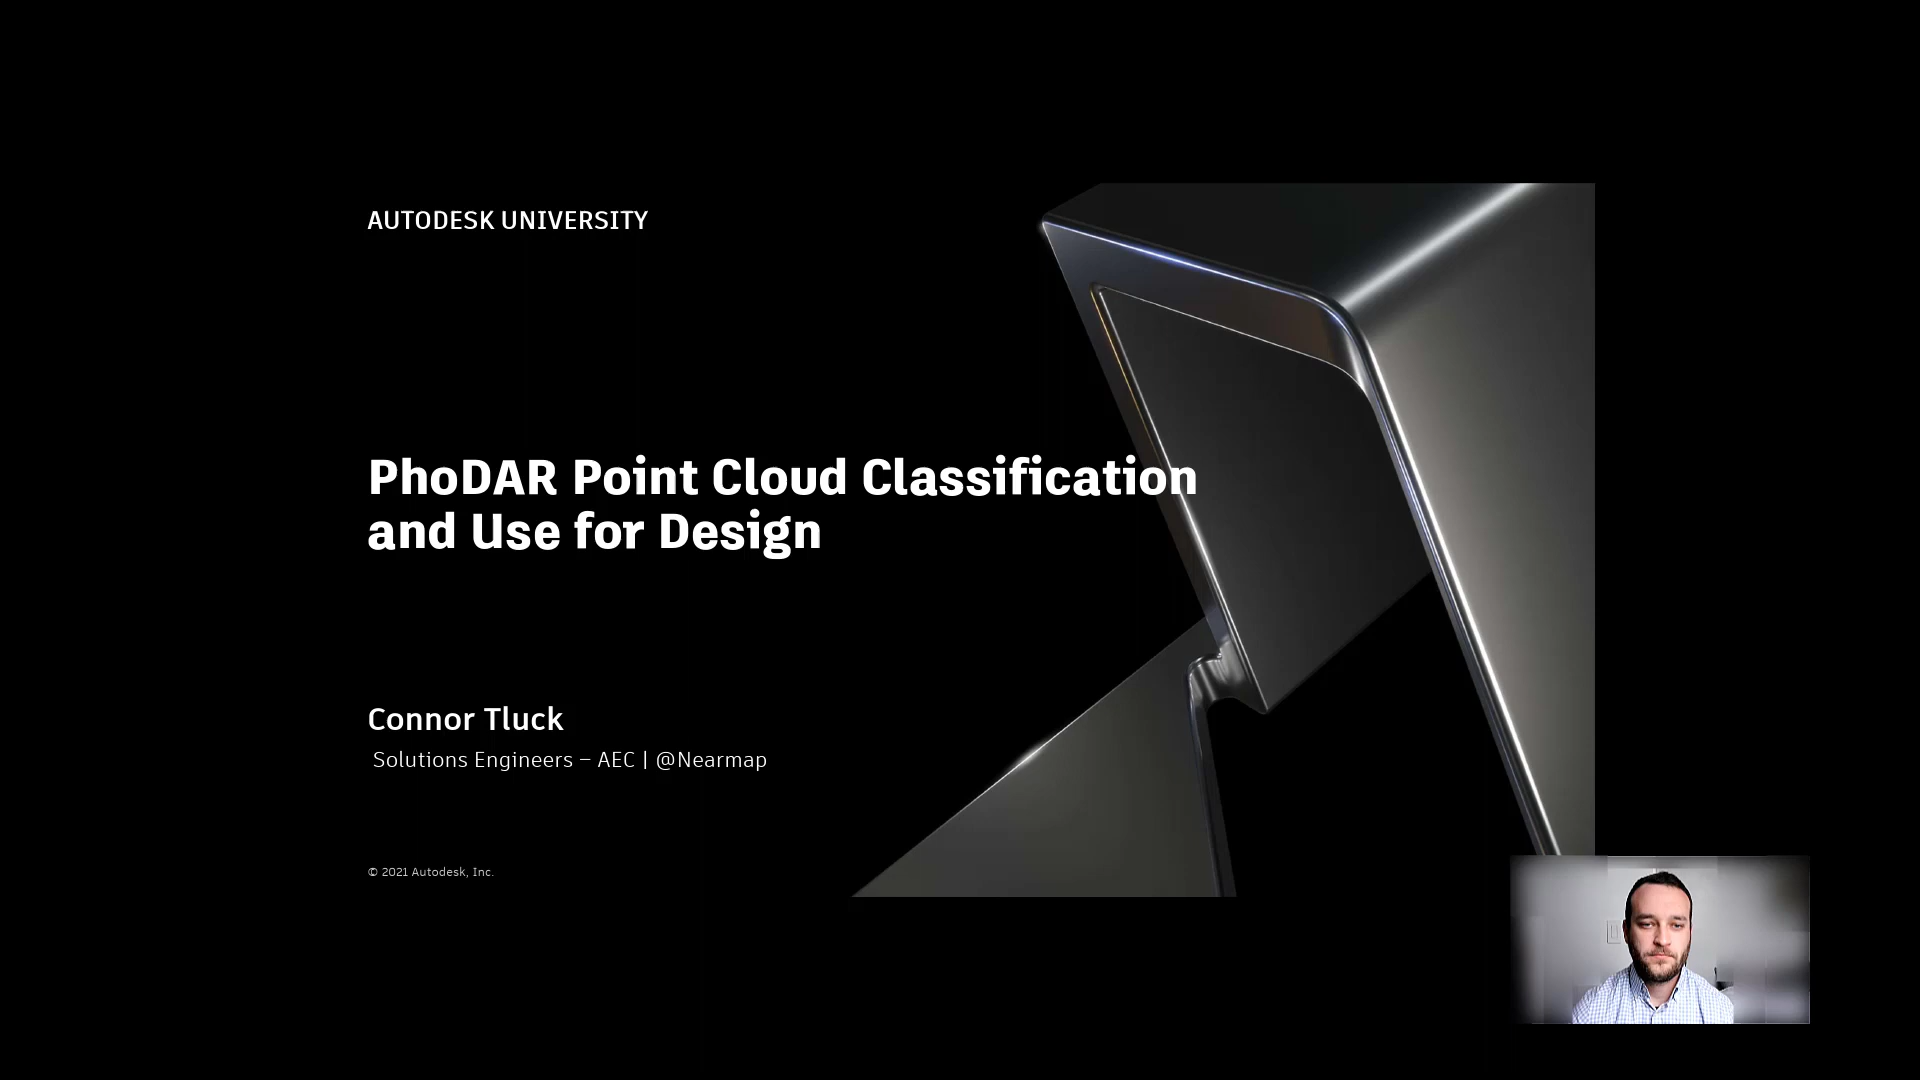 AUTODESK UNIVERSITY
PhoDAR Point Cloud Classification
and Use for Design
Connor Tluck
Solutions Engineers – AEC | @Nearmap
© 2021 Autodesk, Inc.